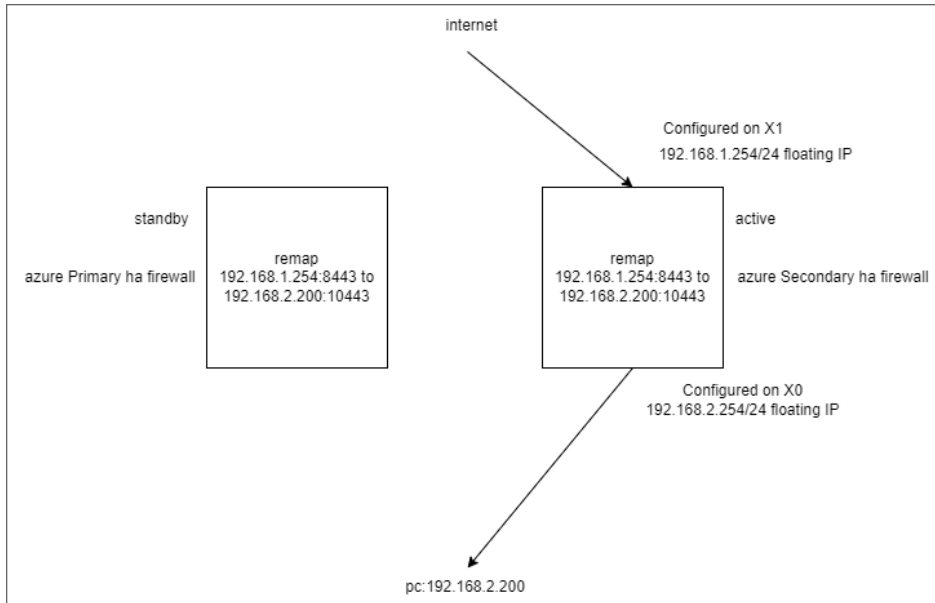 internet
Configured on X1
192.168.1.254/24 floating IP
standby
active
azure Primary ha firewall
remap
192.168.1.254:8443 to
192.168.2.200:10443
remap
192.168.1.254:8443 to
192.168.2.200:10443
azure Secondary ha firewall
Configured on X0
192.168.2.254/24 floating IP
pc:192.168.2.200